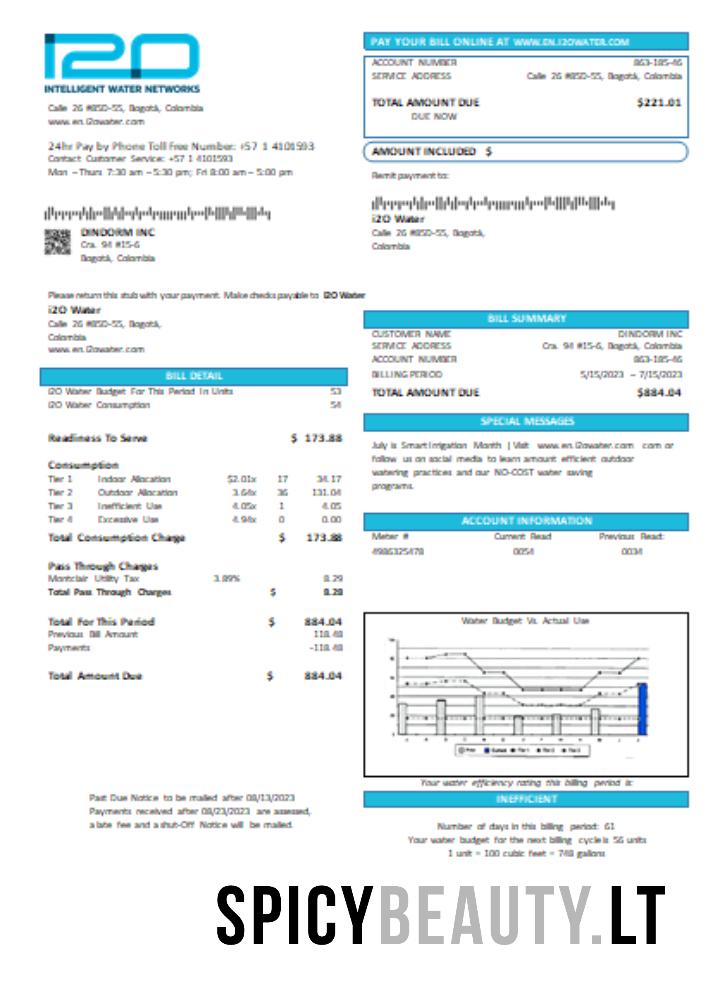 I2O
INTELLIGENT WATER NETWORKS
Calle 26 #85D-55, Bogotá, Colombia
www.en.i2owater.com
24hr Pay by Phone Toll Free Number: +57 1 4101593
Contact Customer Service: +57 1 4101593
Mon – Thurs 7:30 am – 5:30 pm; Fri 8:00 am – 5:00 pm
DINDORM INC
Cra. 94 #15-6
Bogotá, Colombia
PAY YOUR BILL ONLINE AT WWW.EN.I2OWATER.COM
ACCOUNT NUMBER 863-185-46
SERVICE ADDRESS Calle 26 #85D-55, Bogotá, Colombia
TOTAL AMOUNT DUE $221.01
DUE NOW
AMOUNT INCLUDED $
Remit payment to:
i2O Water
Calle 26 #85D-55, Bogotá,
Colombia
Please return this stub with your payment. Make checks payable to I2O Water
i2O Water
Calle 26 #85D-55, Bogotá,
Colombia
www.en.i2owater.com
BILL DETAIL
I2O Water Budget For This Period In Units 53
I2O Water Consumption 54
Readiness To Serve $ 173.88
Consumption
Tier 1 Indoor Allocation $2.01x 17 34.17
Tier 2 Outdoor Allocation 3.64x 36 131.04
Tier 3 Inefficient Use 4.05x 1 4.05
Tier 4 Excessive Use 4.94x 0 0.00
Total Consumption Charge $ 173.88
Pass Through Charges
Montclair Utility Tax 3.89% 8.29
Total Pass Through Charges $ 8.28
Total For This Period $ 884.04
Previous Bill Amount 118.48
Payments -118.48
Total Amount Due $ 884.04
Past Due Notice to be mailed after 08/13/2023
Payments received after 08/23/2023 are assessed,
a late fee and a shut-Off Notice will be mailed.
BILL SUMMARY
CUSTOMER NAME DINDORM INC
SERVICE ADDRESS Cra. 94 #15-6, Bogotá, Colombia
ACCOUNT NUMBER 863-185-46
BILLING PERIOD 5/15/2023 – 7/15/2023
TOTAL AMOUNT DUE $884.04
SPECIAL MESSAGES
July is Smart Irrigation Month | Visit www.en.i2owater.com com or
follow us on social media to learn amount efficient outdoor
watering practices and our NO-COST water saving
programs.
ACCOUNT INFORMATION
Meter # Current Read Previous Read:
4986325478 0054 0034
Water Budget Vs. Actual Use
Your water efficiency rating this billing period is:
INEFFICIENT
Number of days in this billing period: 61
Your water budget for the next billing cycle is 56 units
1 unit = 100 cubic feet = 748 gallons
SPICYBEAUTY.LT